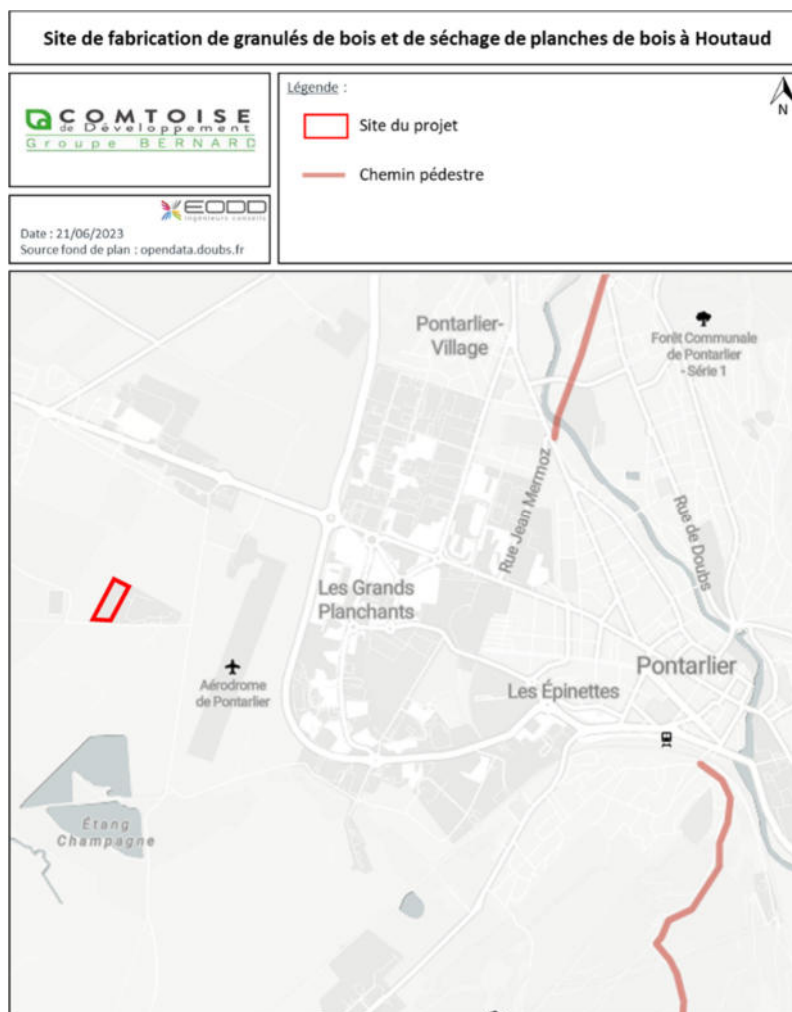 Site de fabrication de granulés de bois et de séchage de planches de bois à Houtaud
COMTOISE
de Développement
Groupe BERNARD
EODD
ingénieurs conseils
Date : 21/06/2023
Source fond de plan : opendata.doubs.fr
Légende :
Site du projet
Chemin pédestre
N
Pontarlier-
Village
Forêt Communale
de Pontarlier
- Série 1
Rue Jean Mermoz
Rue de Doubs
Les Grands
Planchants
Aérodrome
de Pontarlier
Pontarlier
Les Épinettes
Étang
Champagne